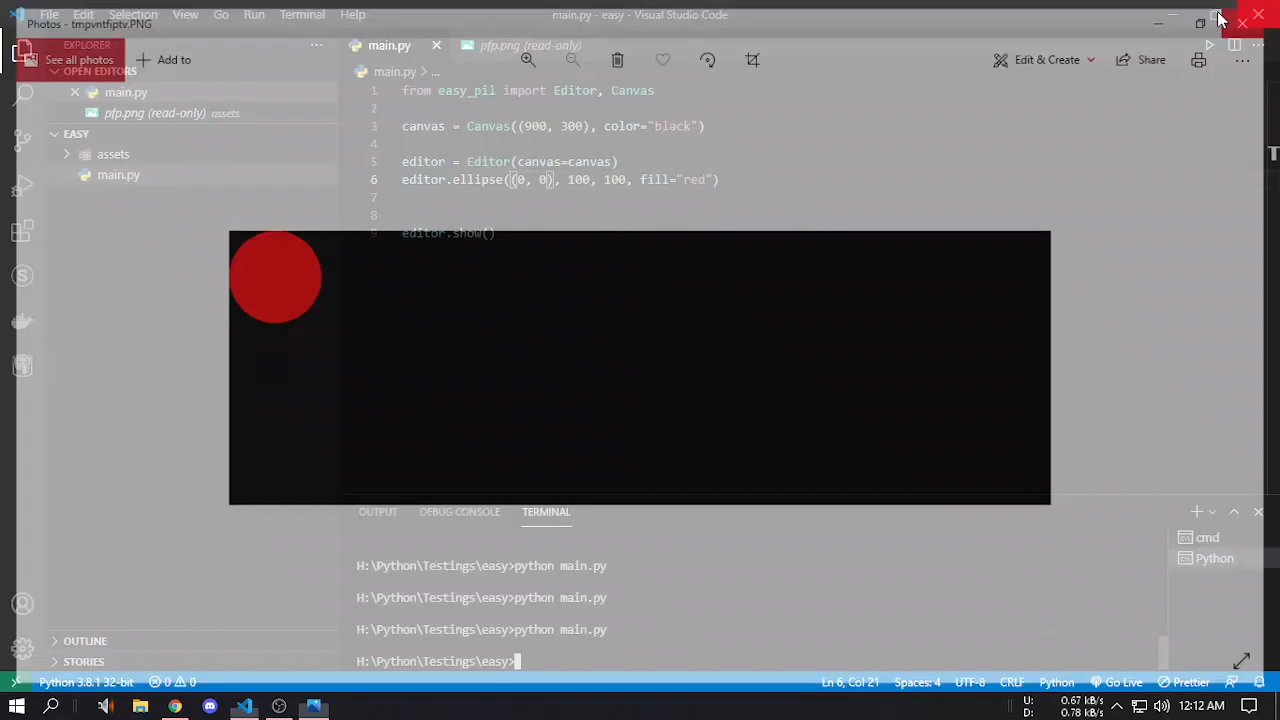 File Edit Selection View Go Run Terminal Help main.py - easy - Visual Studio Code
Photos - tmpvntfiptv.PNG
EXPLORER
main.py pfp.png (read-only)
See all photos Add to Edit & Create Share
OPEN EDITORS
main.py > ...
main.py
1 from easy_pil import Editor, Canvas
pfp.png (read-only) assets
2
EASY
3 canvas = Canvas((900, 300), color="black")
4
assets
5 editor = Editor(canvas=canvas)
main.py
6 editor.ellipse((0, 0), 100, 100, fill="red")
7
8
9 editor.show()
OUTPUT DEBUG CONSOLE TERMINAL
cmd
Python
H:\Python\Testings\easy>python main.py
H:\Python\Testings\easy>python main.py
H:\Python\Testings\easy>python main.py
H:\Python\Testings\easy>
OUTLINE
STORIES
Python 3.8.1 32-bit 0 0 Ln 6, Col 21 Spaces: 4 UTF-8 CRLF Python Go Live Prettier
U: 0.67 kB/s
D: 0.78 kB/s
12:12 AM